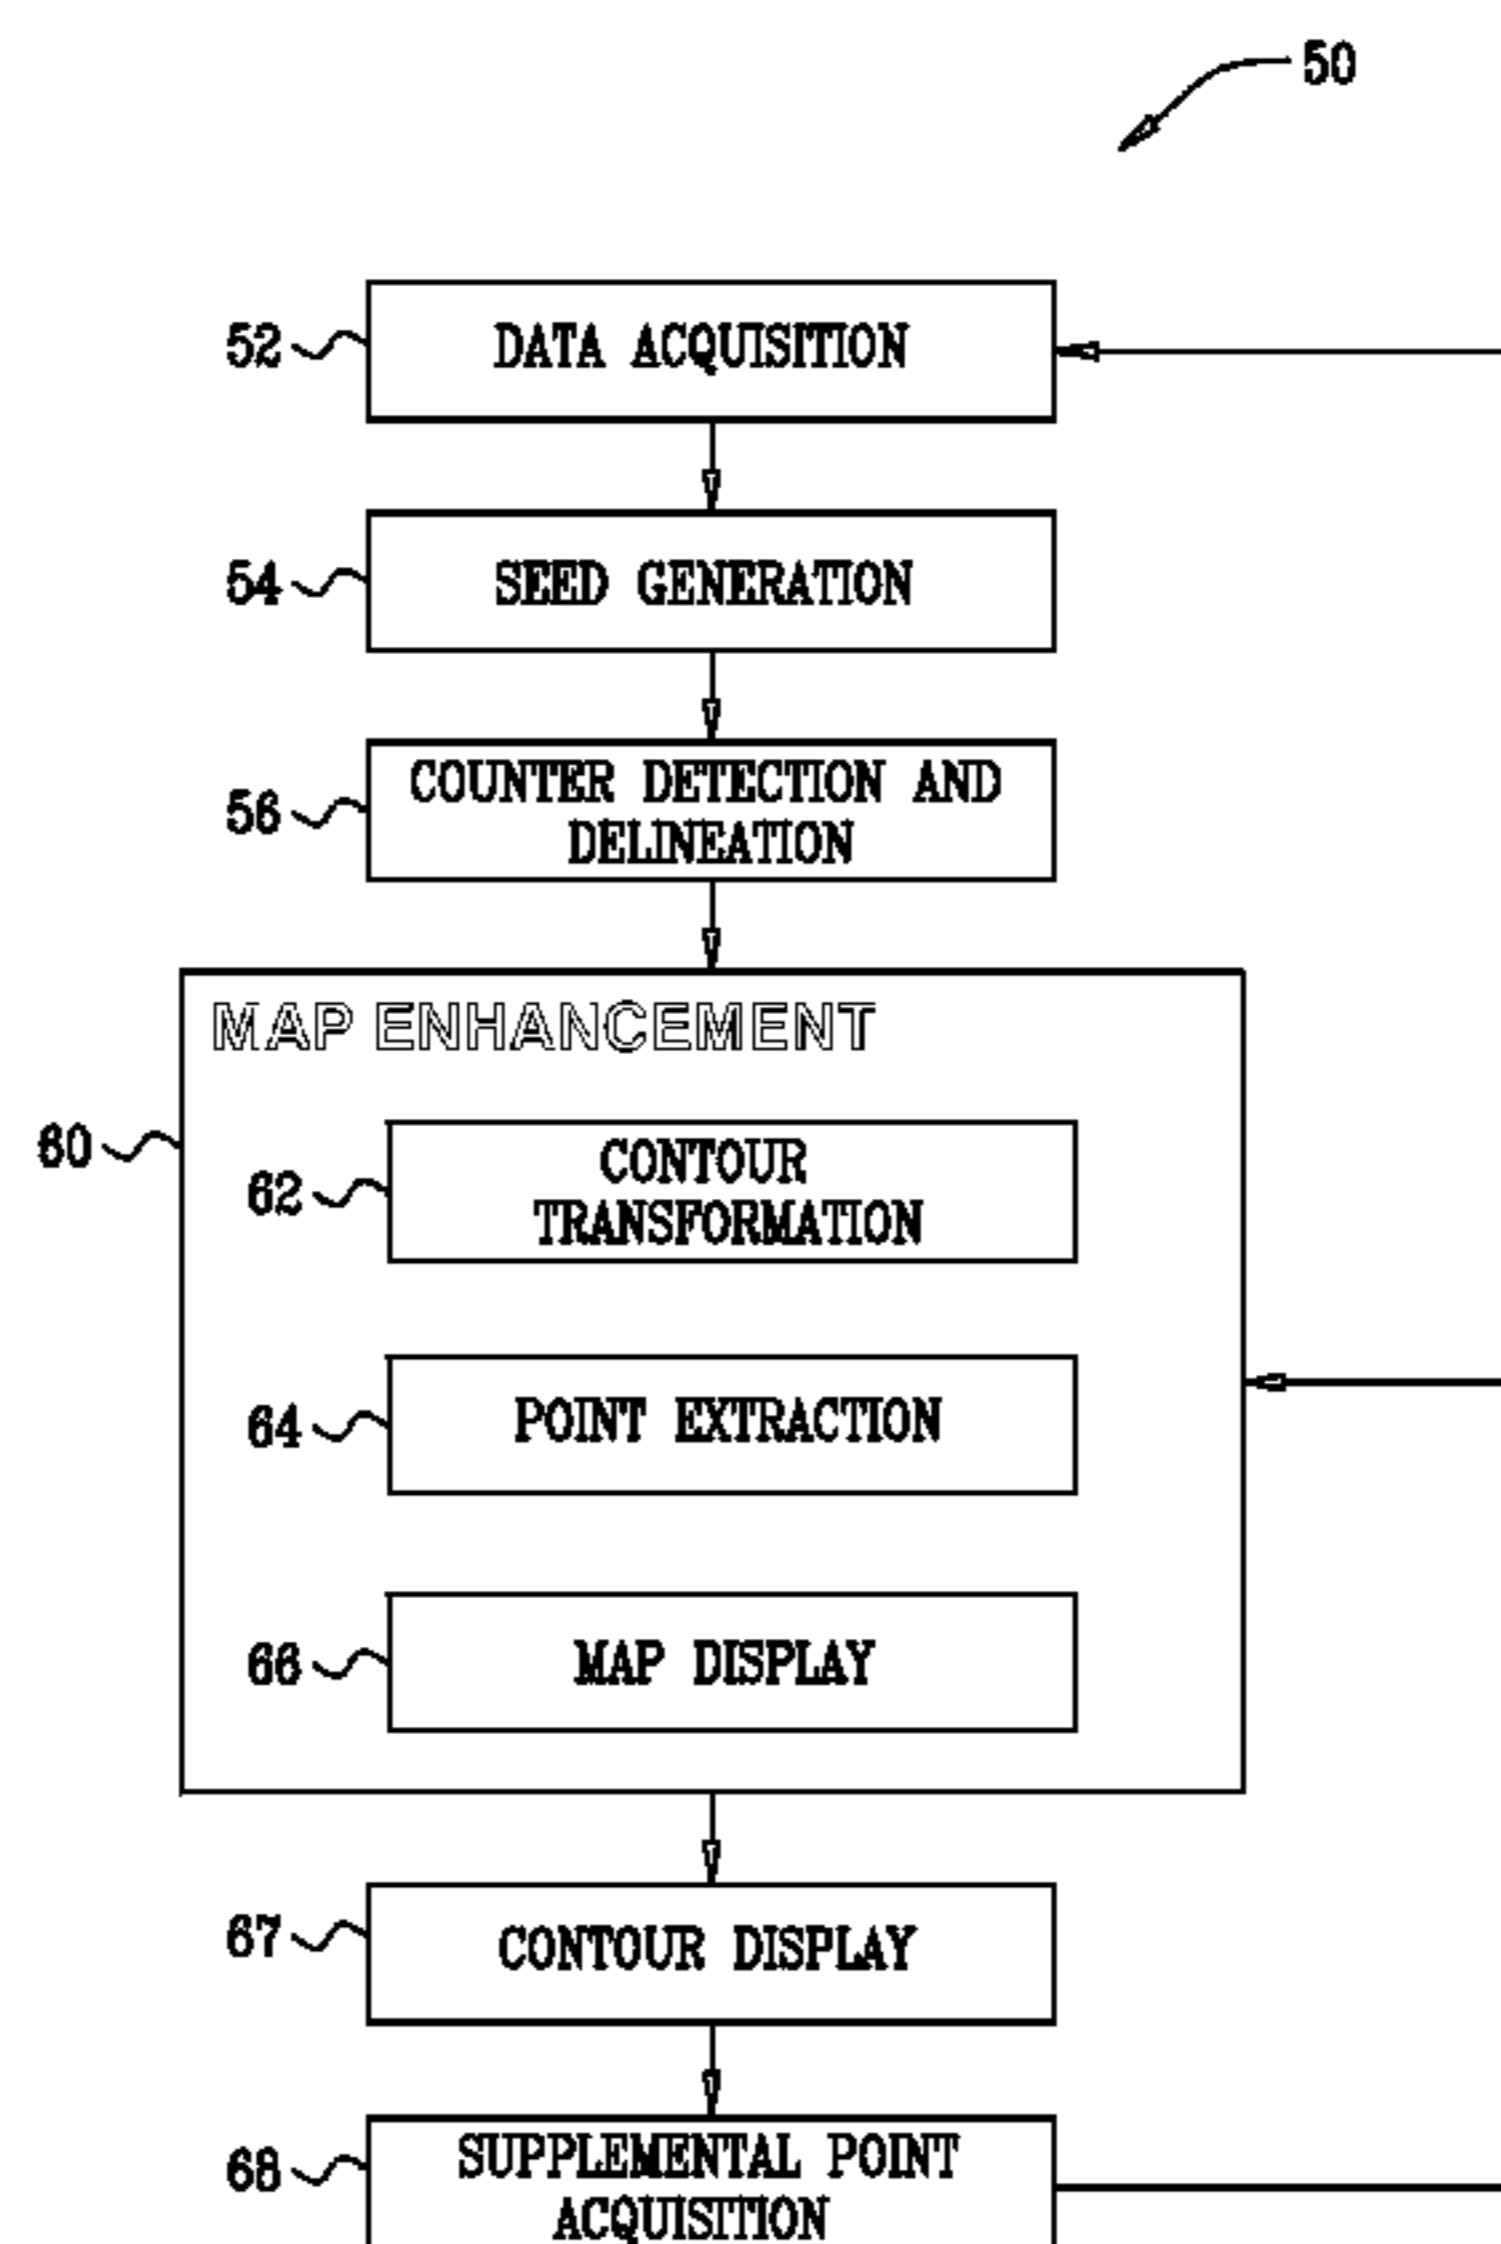 50
52
DATA ACQUISITION
54
SEED GENERATION
56
COUNTER DETECTION AND
DELINEATION
MAP ENHANCEMENT
60
62
CONTOUR
TRANSFORMATION
64
POINT EXTRACTION
66
MAP DISPLAY
67
CONTOUR DISPLAY
68
SUPPLEMENTAL POINT
ACQUISITION